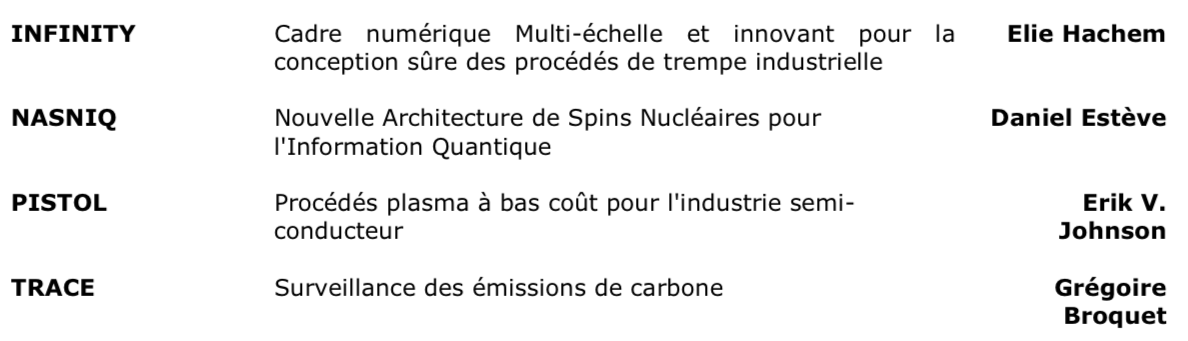 INFINITY Cadre numérique Multi-échelle et innovant pour la Elie Hachem
conception sûre des procédés de trempe industrielle
NASNIQ Nouvelle Architecture de Spins Nucléaires pour Daniel Estève
l'Information Quantique
PISTOL Procédés plasma à bas coût pour l'industrie semi- Erik V.
conducteur Johnson
TRACE Surveillance des émissions de carbone Grégoire
Broquet